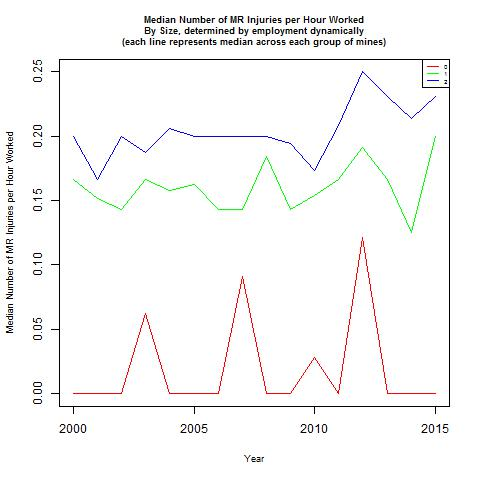 Median Number of MR Injuries per Hour Worked
By Size, determined by employment dynamically
(each line represents median across each group of mines)
0
1
2
0.25
0.20
0.15
0.10
0.05
0.00
Median Number of MR Injuries per Hour Worked
2000 2005 2010 2015
Year